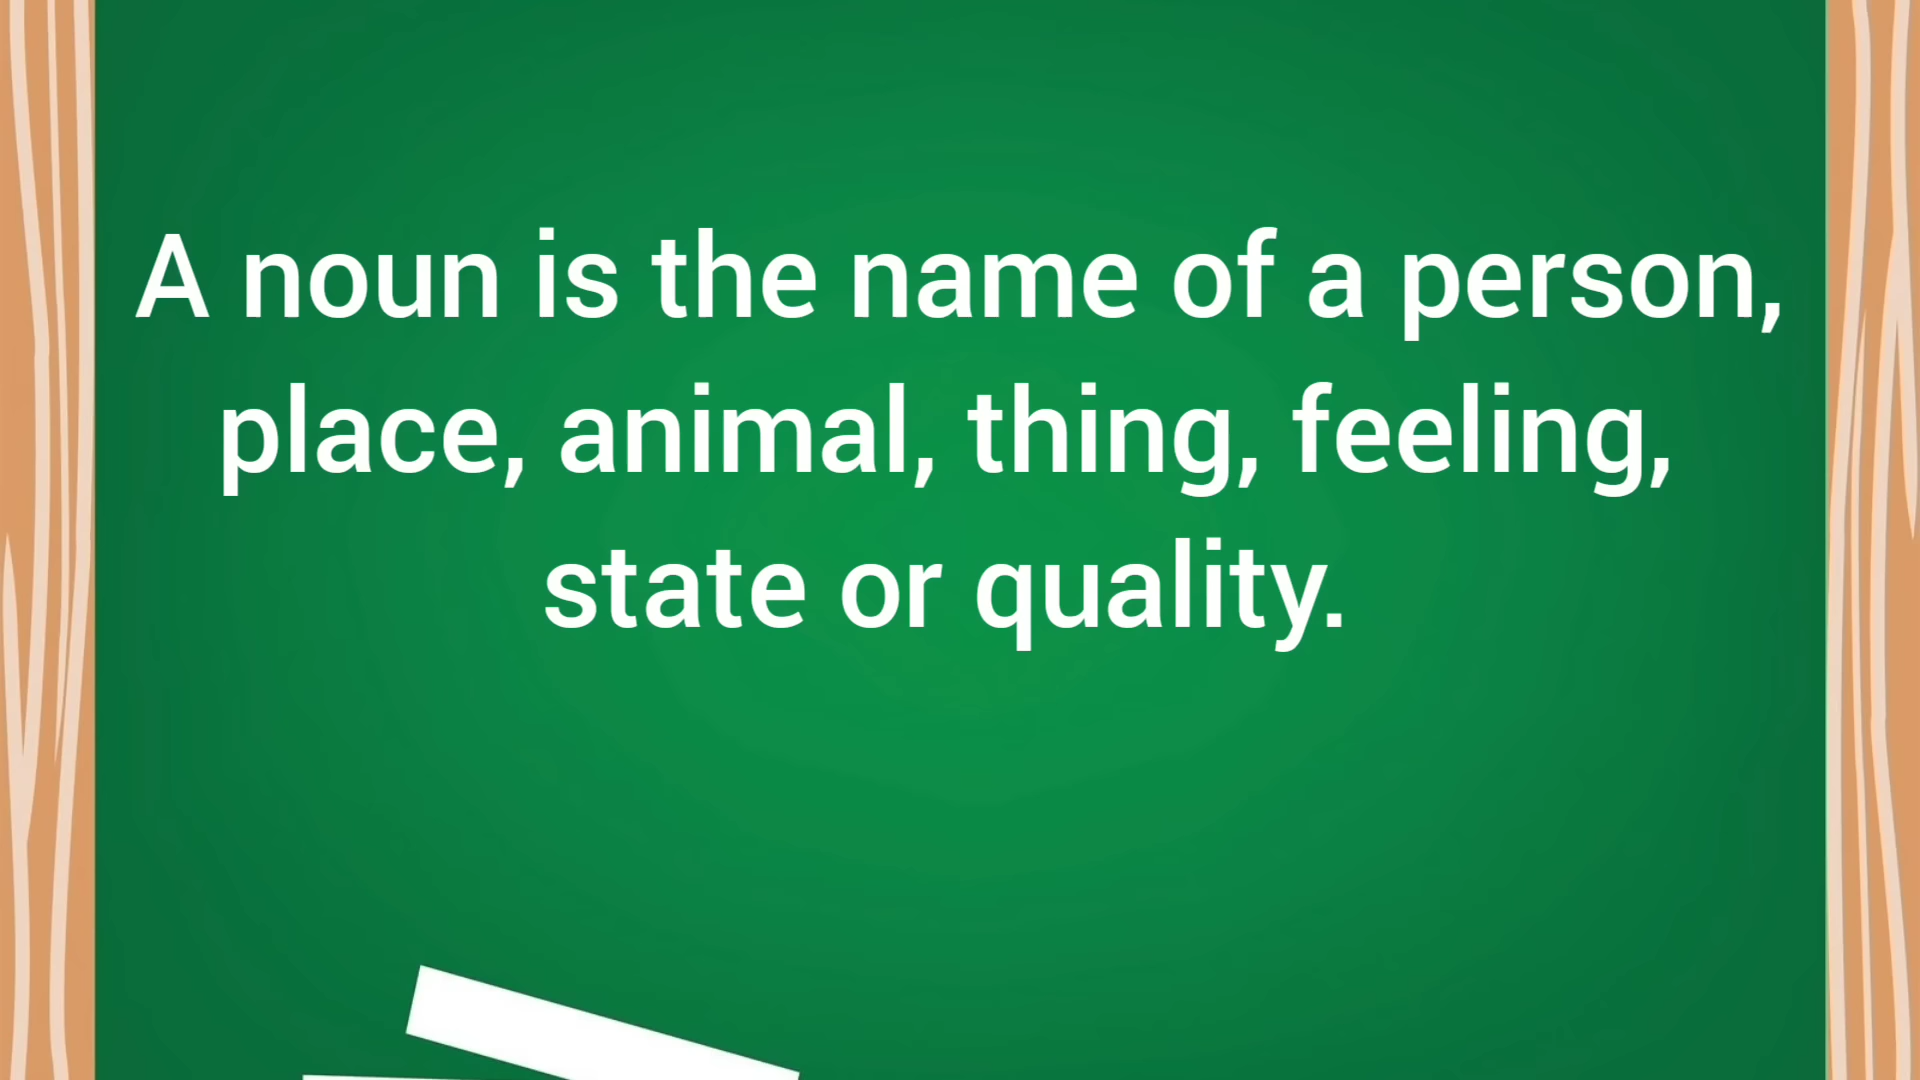 A noun is the name of a person,
place, animal, thing, feeling,
state or quality.